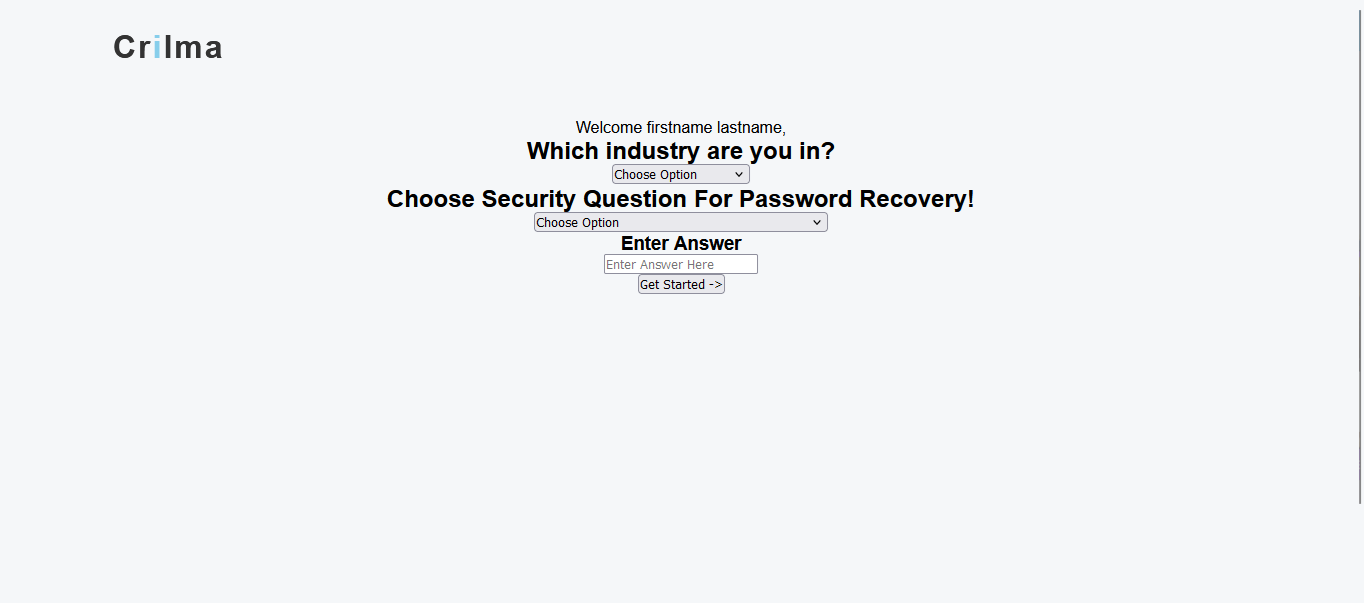 Crilma
Welcome firstname lastname,
Which industry are you in?
Choose Option
Choose Security Question For Password Recovery!
Choose Option
Enter Answer
Enter Answer Here
Get Started ->